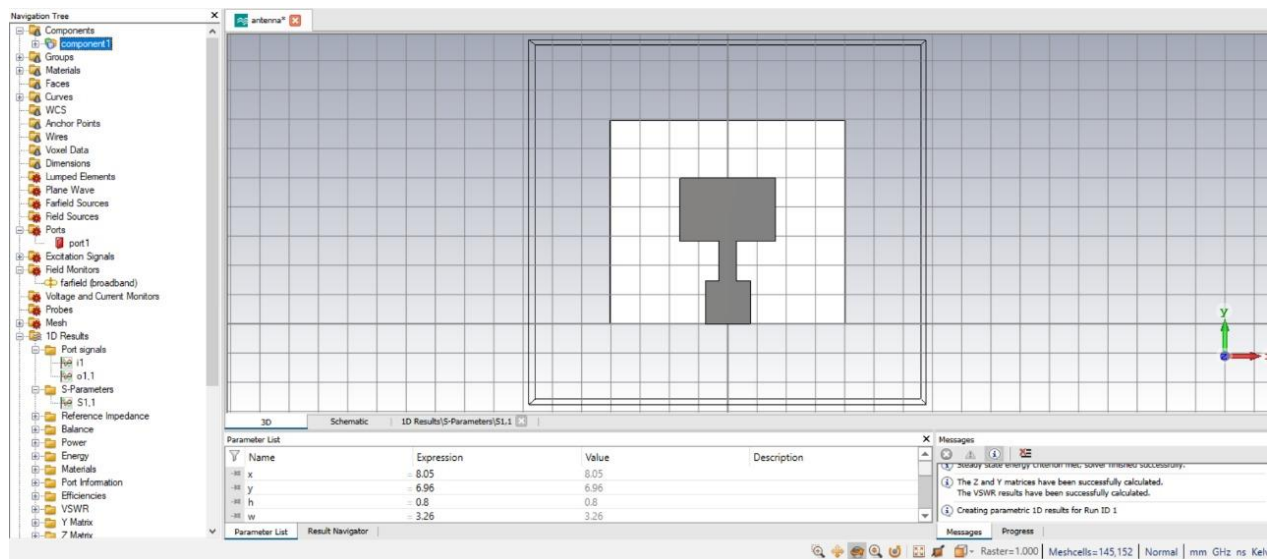 Navigation Tree
Components
component1
Groups
Materials
Faces
Curves
WCS
Anchor Points
Wires
Voxel Data
Dimensions
Lumped Elements
Plane Wave
Farfield Sources
Field Sources
Ports
port1
Excitation Signals
Field Monitors
farfield (broadband)
Voltage and Current Monitors
Probes
Mesh
1D Results
Port signals
i1
o1,1
S-Parameters
S1,1
Reference Impedance
Balance
Power
Energy
Materials
Port Information
Efficiencies
VSWR
Y Matrix
Z Matrix
antenna*
y
3D Schematic 1D Results\S-Parameters\S1,1
Parameter List
Name Expression Value Description
x = 8.05 8.05
y = 6.96 6.96
h = 0.8 0.8
w = 3.26 3.26
Parameter List Result Navigator
Messages
Steady state energy criterion met, solver finished successfully.
The Z and Y matrices have been successfully calculated.
The VSWR results have been successfully calculated.
Creating parametric 1D results for Run ID 1
Messages Progress
Raster=1.000 Meshcells=145,152 Normal mm GHz ns